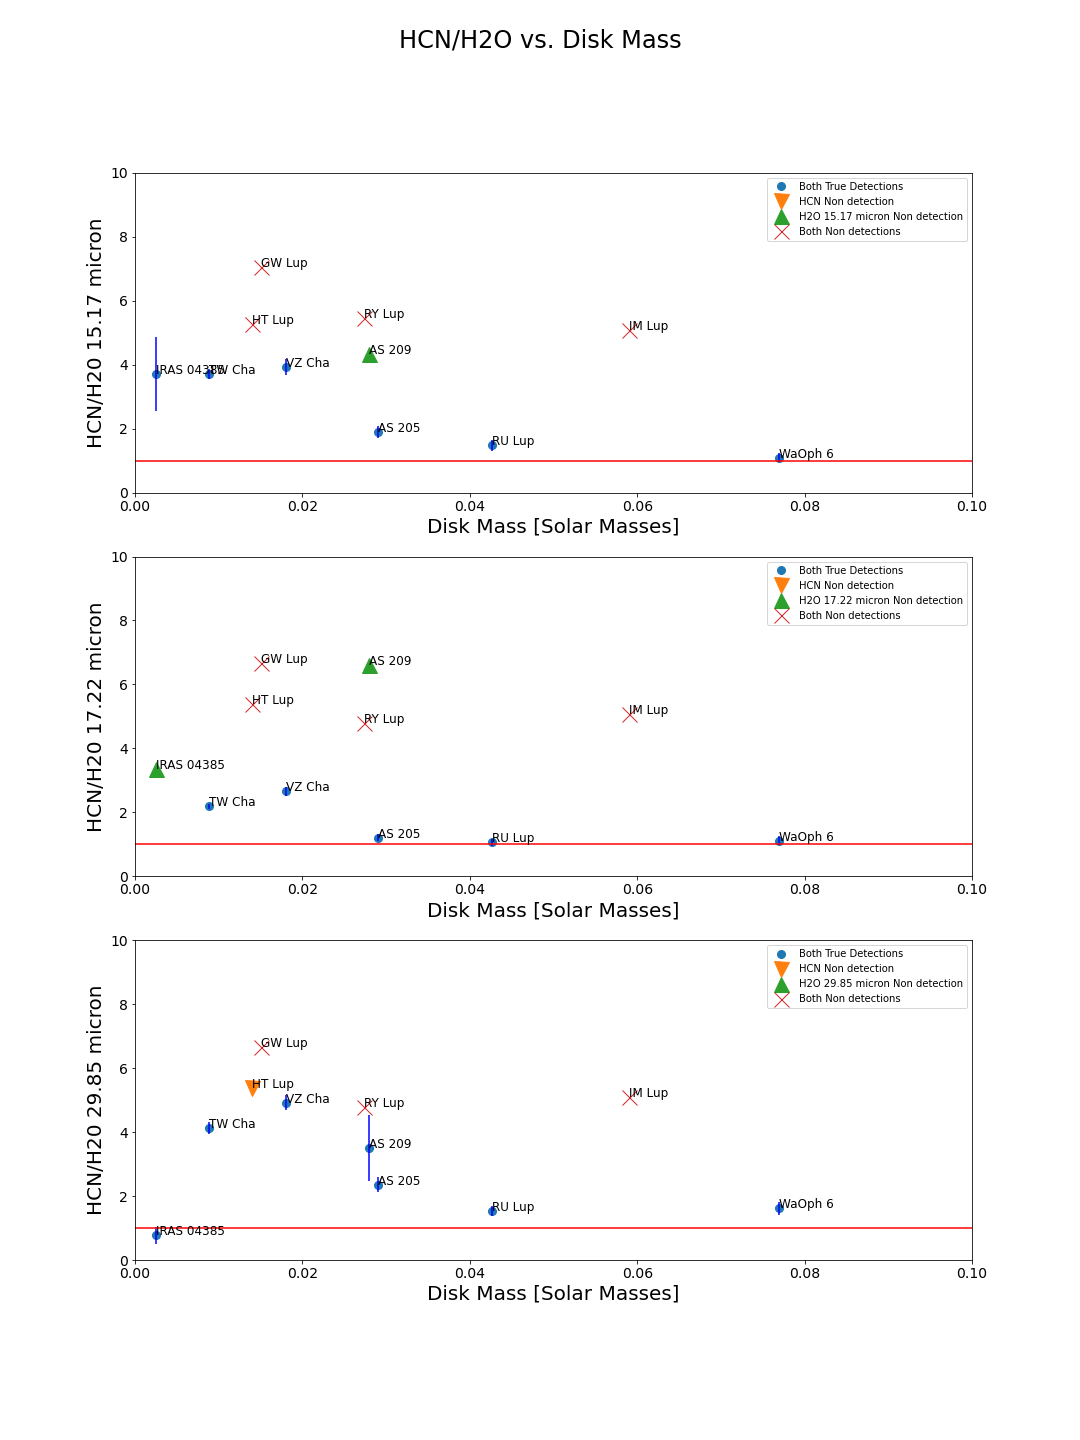 HCN/H2O vs. Disk Mass
HCN/H20 15.17 micron
10
8
6
4
2
0
Both True Detections
HCN Non detection
H2O 15.17 micron Non detection
Both Non detections
GW Lup
HT Lup
RY Lup
IM Lup
AS 209
IRAS 04385
TW Cha
VZ Cha
AS 205
RU Lup
WaOph 6
0.00 0.02 0.04 0.06 0.08 0.10
Disk Mass [Solar Masses]
HCN/H20 17.22 micron
10
8
6
4
2
0
Both True Detections
HCN Non detection
H2O 17.22 micron Non detection
Both Non detections
GW Lup
AS 209
HT Lup
RY Lup
IM Lup
IRAS 04385
TW Cha
VZ Cha
AS 205
RU Lup
WaOph 6
0.00 0.02 0.04 0.06 0.08 0.10
Disk Mass [Solar Masses]
HCN/H20 29.85 micron
10
8
6
4
2
0
Both True Detections
HCN Non detection
H2O 29.85 micron Non detection
Both Non detections
GW Lup
HT Lup
VZ Cha
RY Lup
IM Lup
TW Cha
AS 209
AS 205
RU Lup
WaOph 6
IRAS 04385
0.00 0.02 0.04 0.06 0.08 0.10
Disk Mass [Solar Masses]